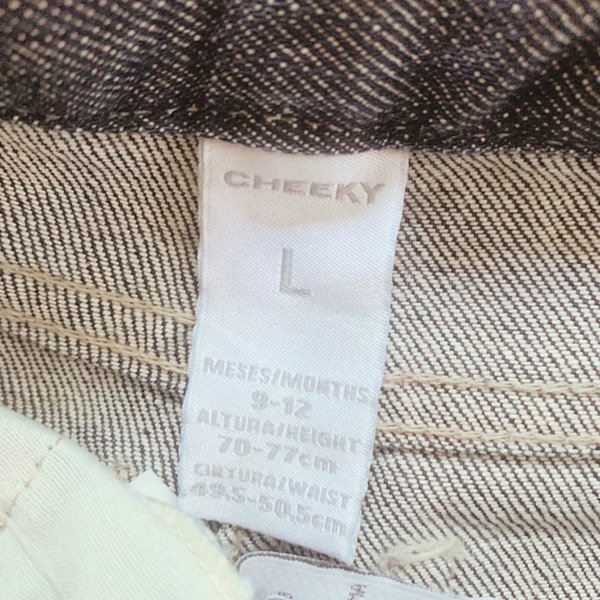 CHEEKY
L
MESES/MONTHS
9-12
ALTURA/HEIGHT
70-77cm
CINTURA/WAIST
49,5-50,5cm